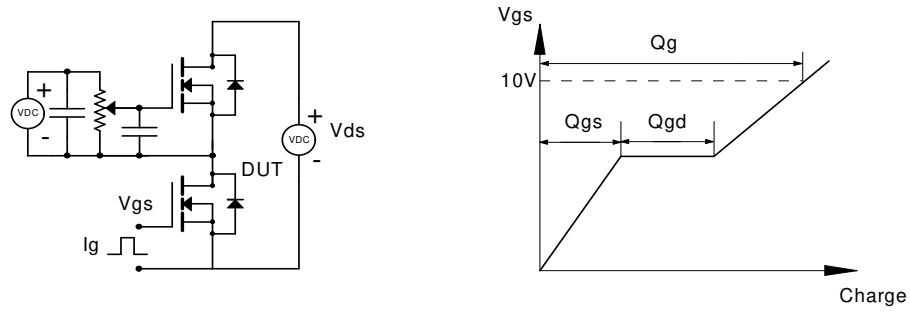 +
VDC
-
+
VDC
-
Vds
DUT
Vgs
Ig
Vgs
Qg
10V
Qgs
Qgd
Charge